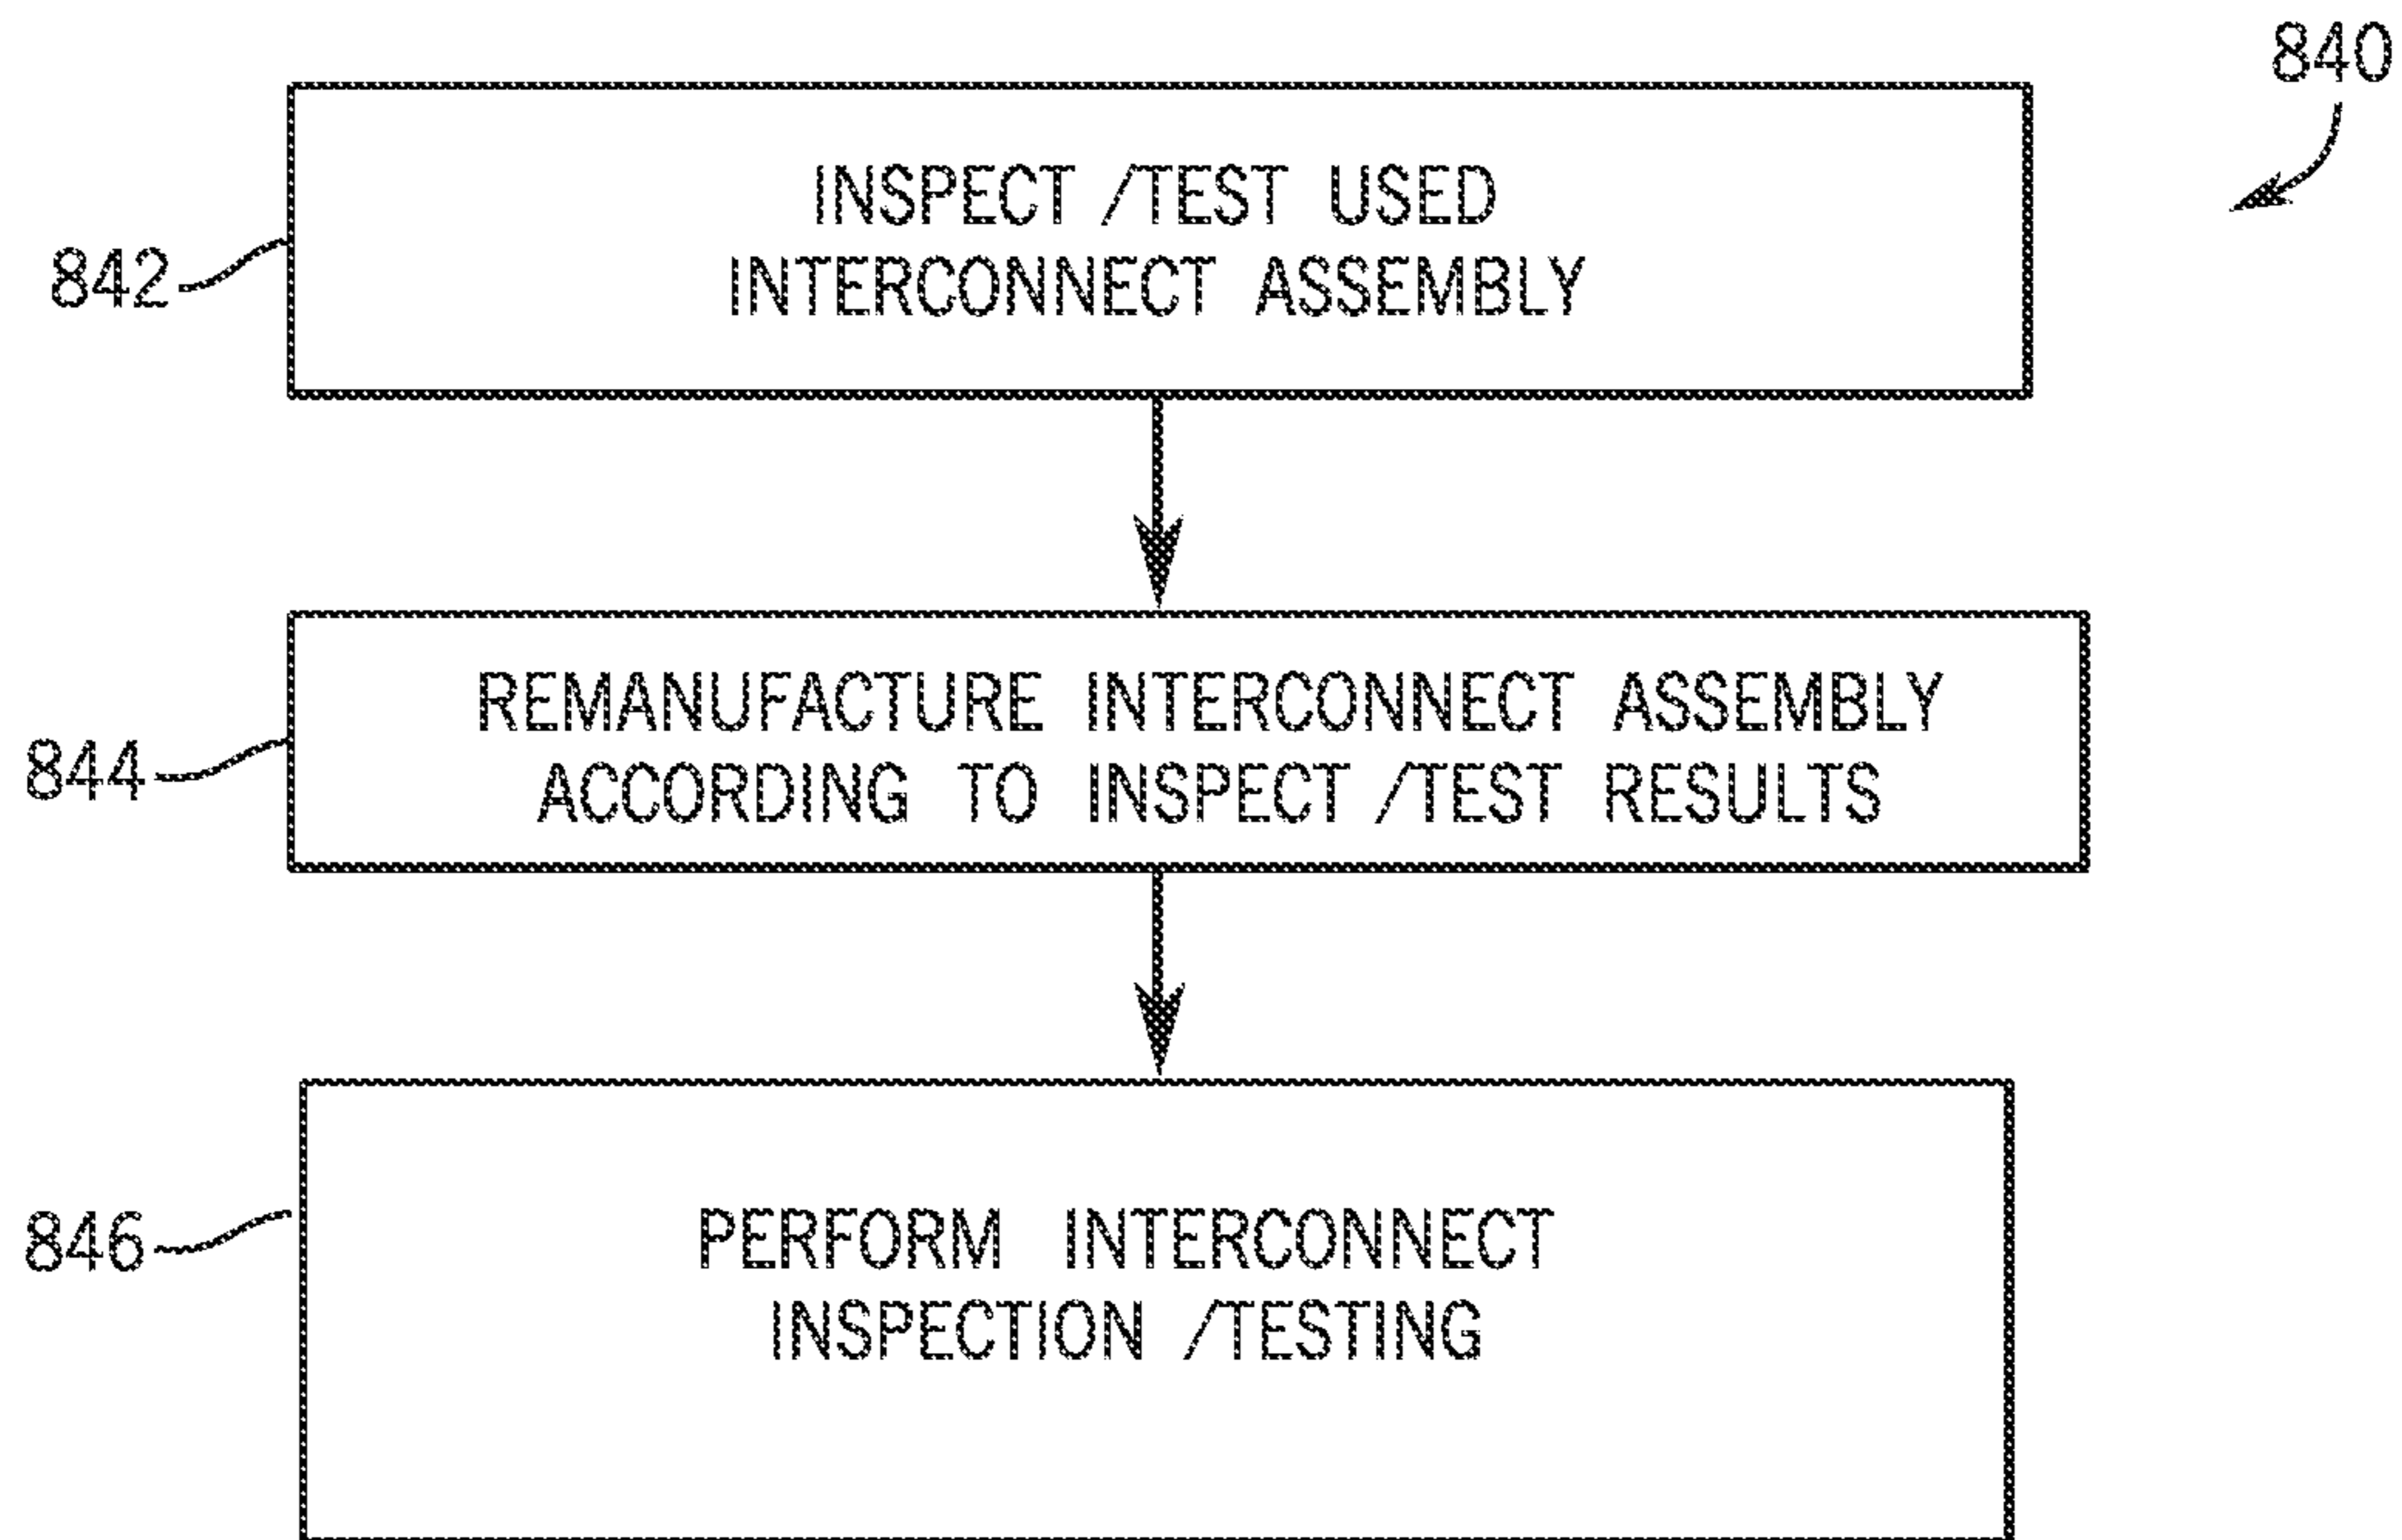 840
INSPECT /TEST USED
INTERCONNECT ASSEMBLY
842
REMANUFACTURE INTERCONNECT ASSEMBLY
ACCORDING TO INSPECT /TEST RESULTS
844
PERFORM INTERCONNECT
INSPECTION /TESTING
846